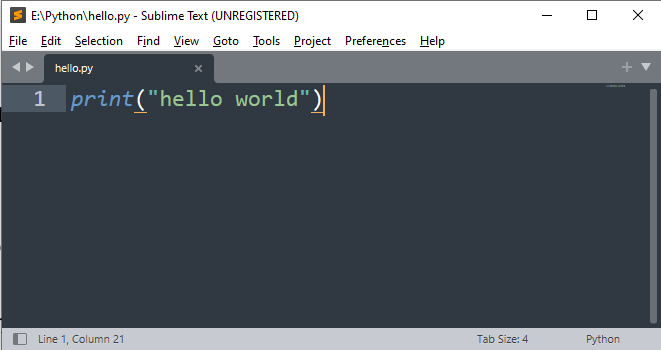 E:\Python\hello.py - Sublime Text (UNREGISTERED)
File Edit Selection Find View Goto Tools Project Preferences Help
hello.py
1 print("hello world")
Line 1, Column 21 Tab Size: 4 Python